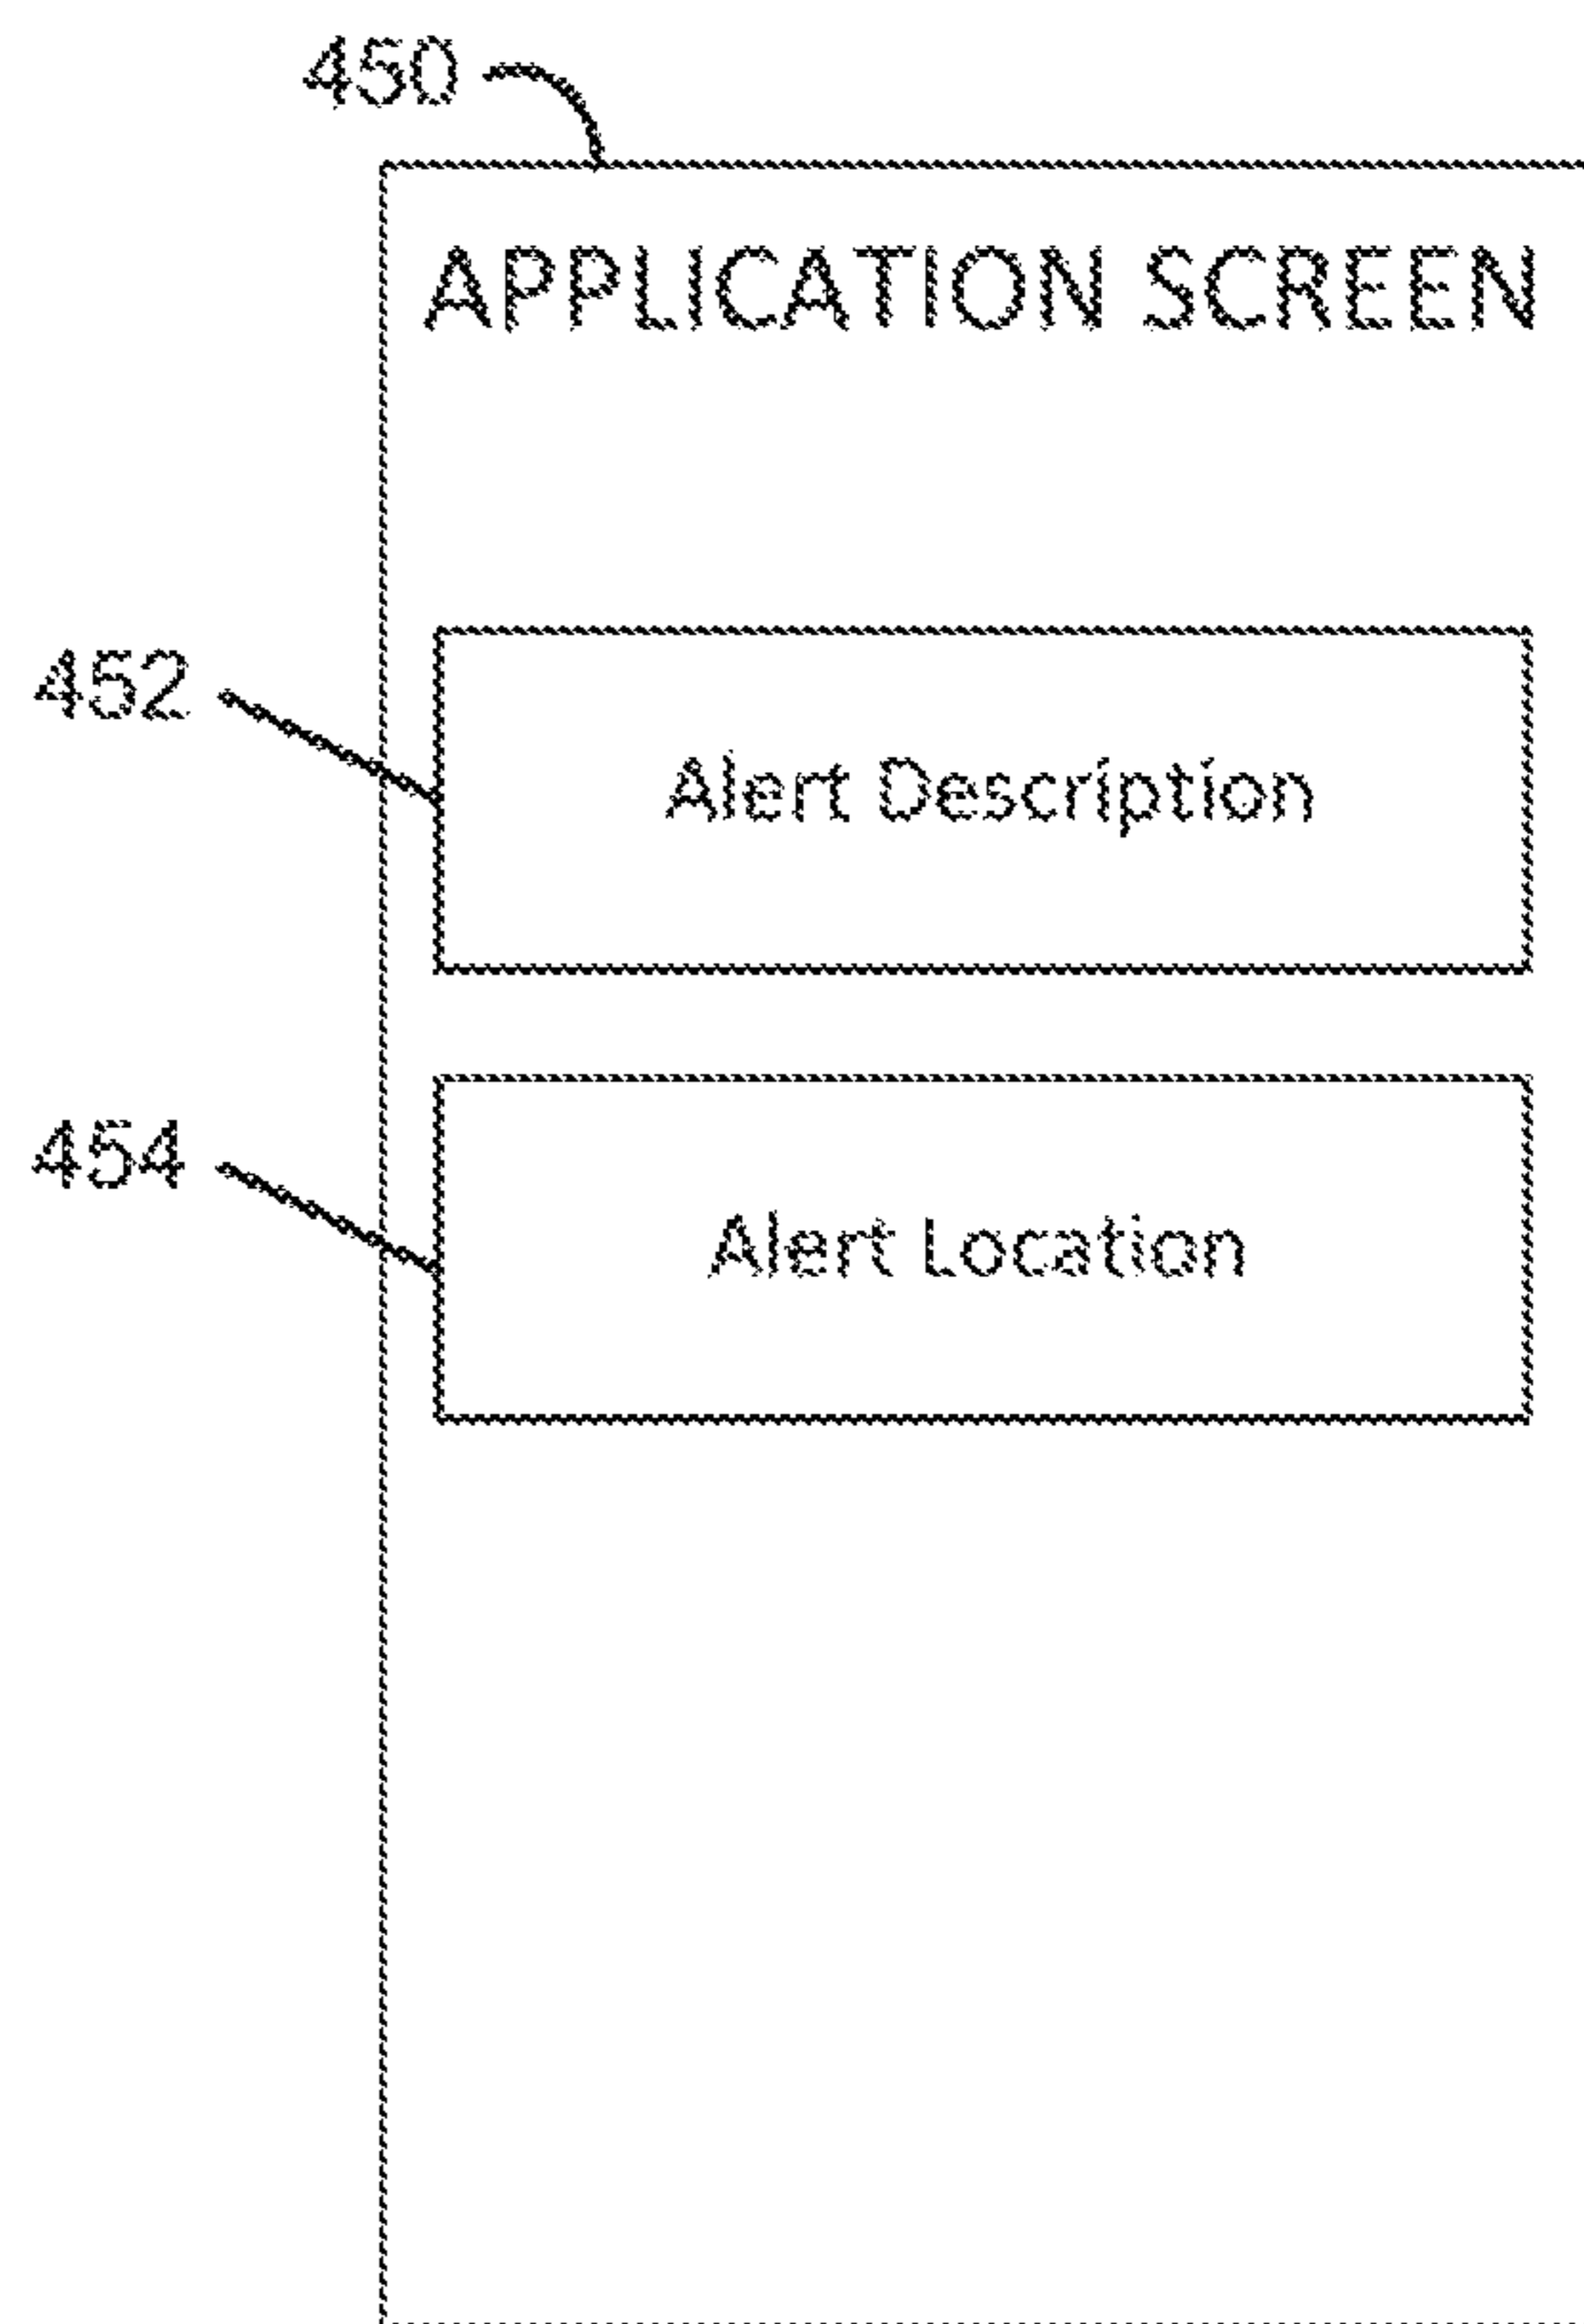 450
APPLICATION SCREEN
452
Alert Description
454
Alert Location